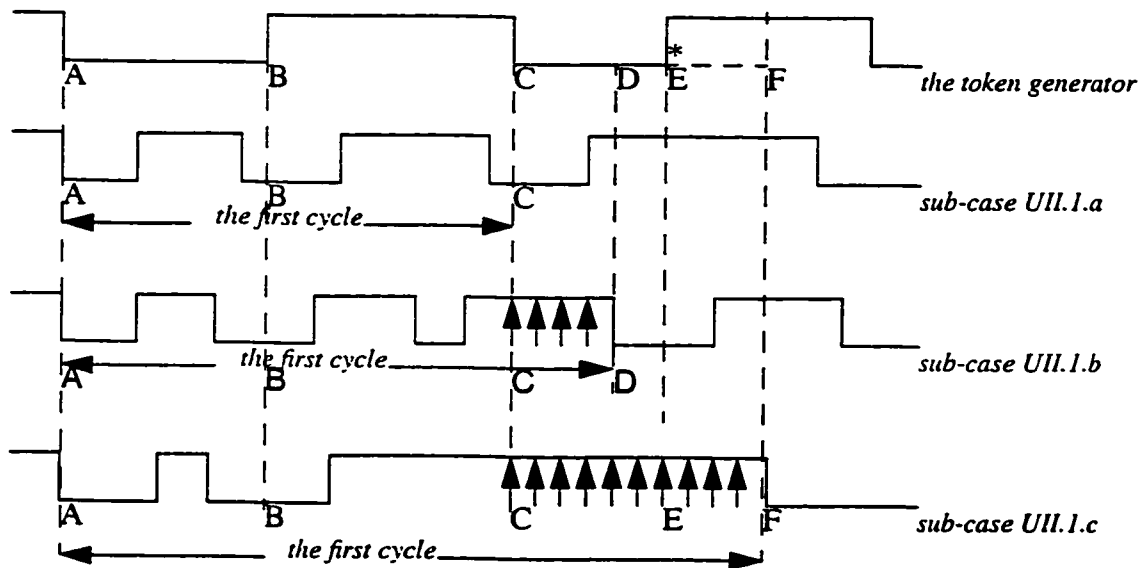 *
A B C D E F
the token generator
A B C
sub-case UII.1.a
the first cycle
the first cycle
sub-case UII.1.b
A B C D
A B C E F
sub-case UII.1.c
the first cycle